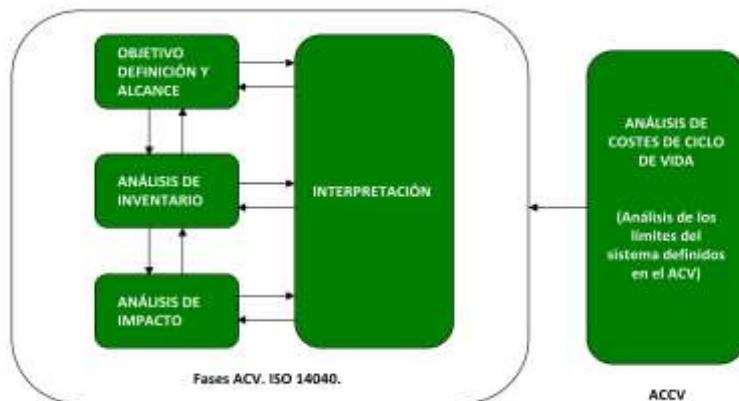 OBJETIVO
DEFINICIÓN Y
ALCANCE
ANÁLISIS DE
INVENTARIO
ANÁLISIS DE
IMPACTO
INTERPRETACIÓN
Fases ACV. ISO 14040.
ANÁLISIS DE
COSTES DE CICLO
DE VIDA
(Análisis de los
límites del
sistema definidos
en el ACV)
ACCV